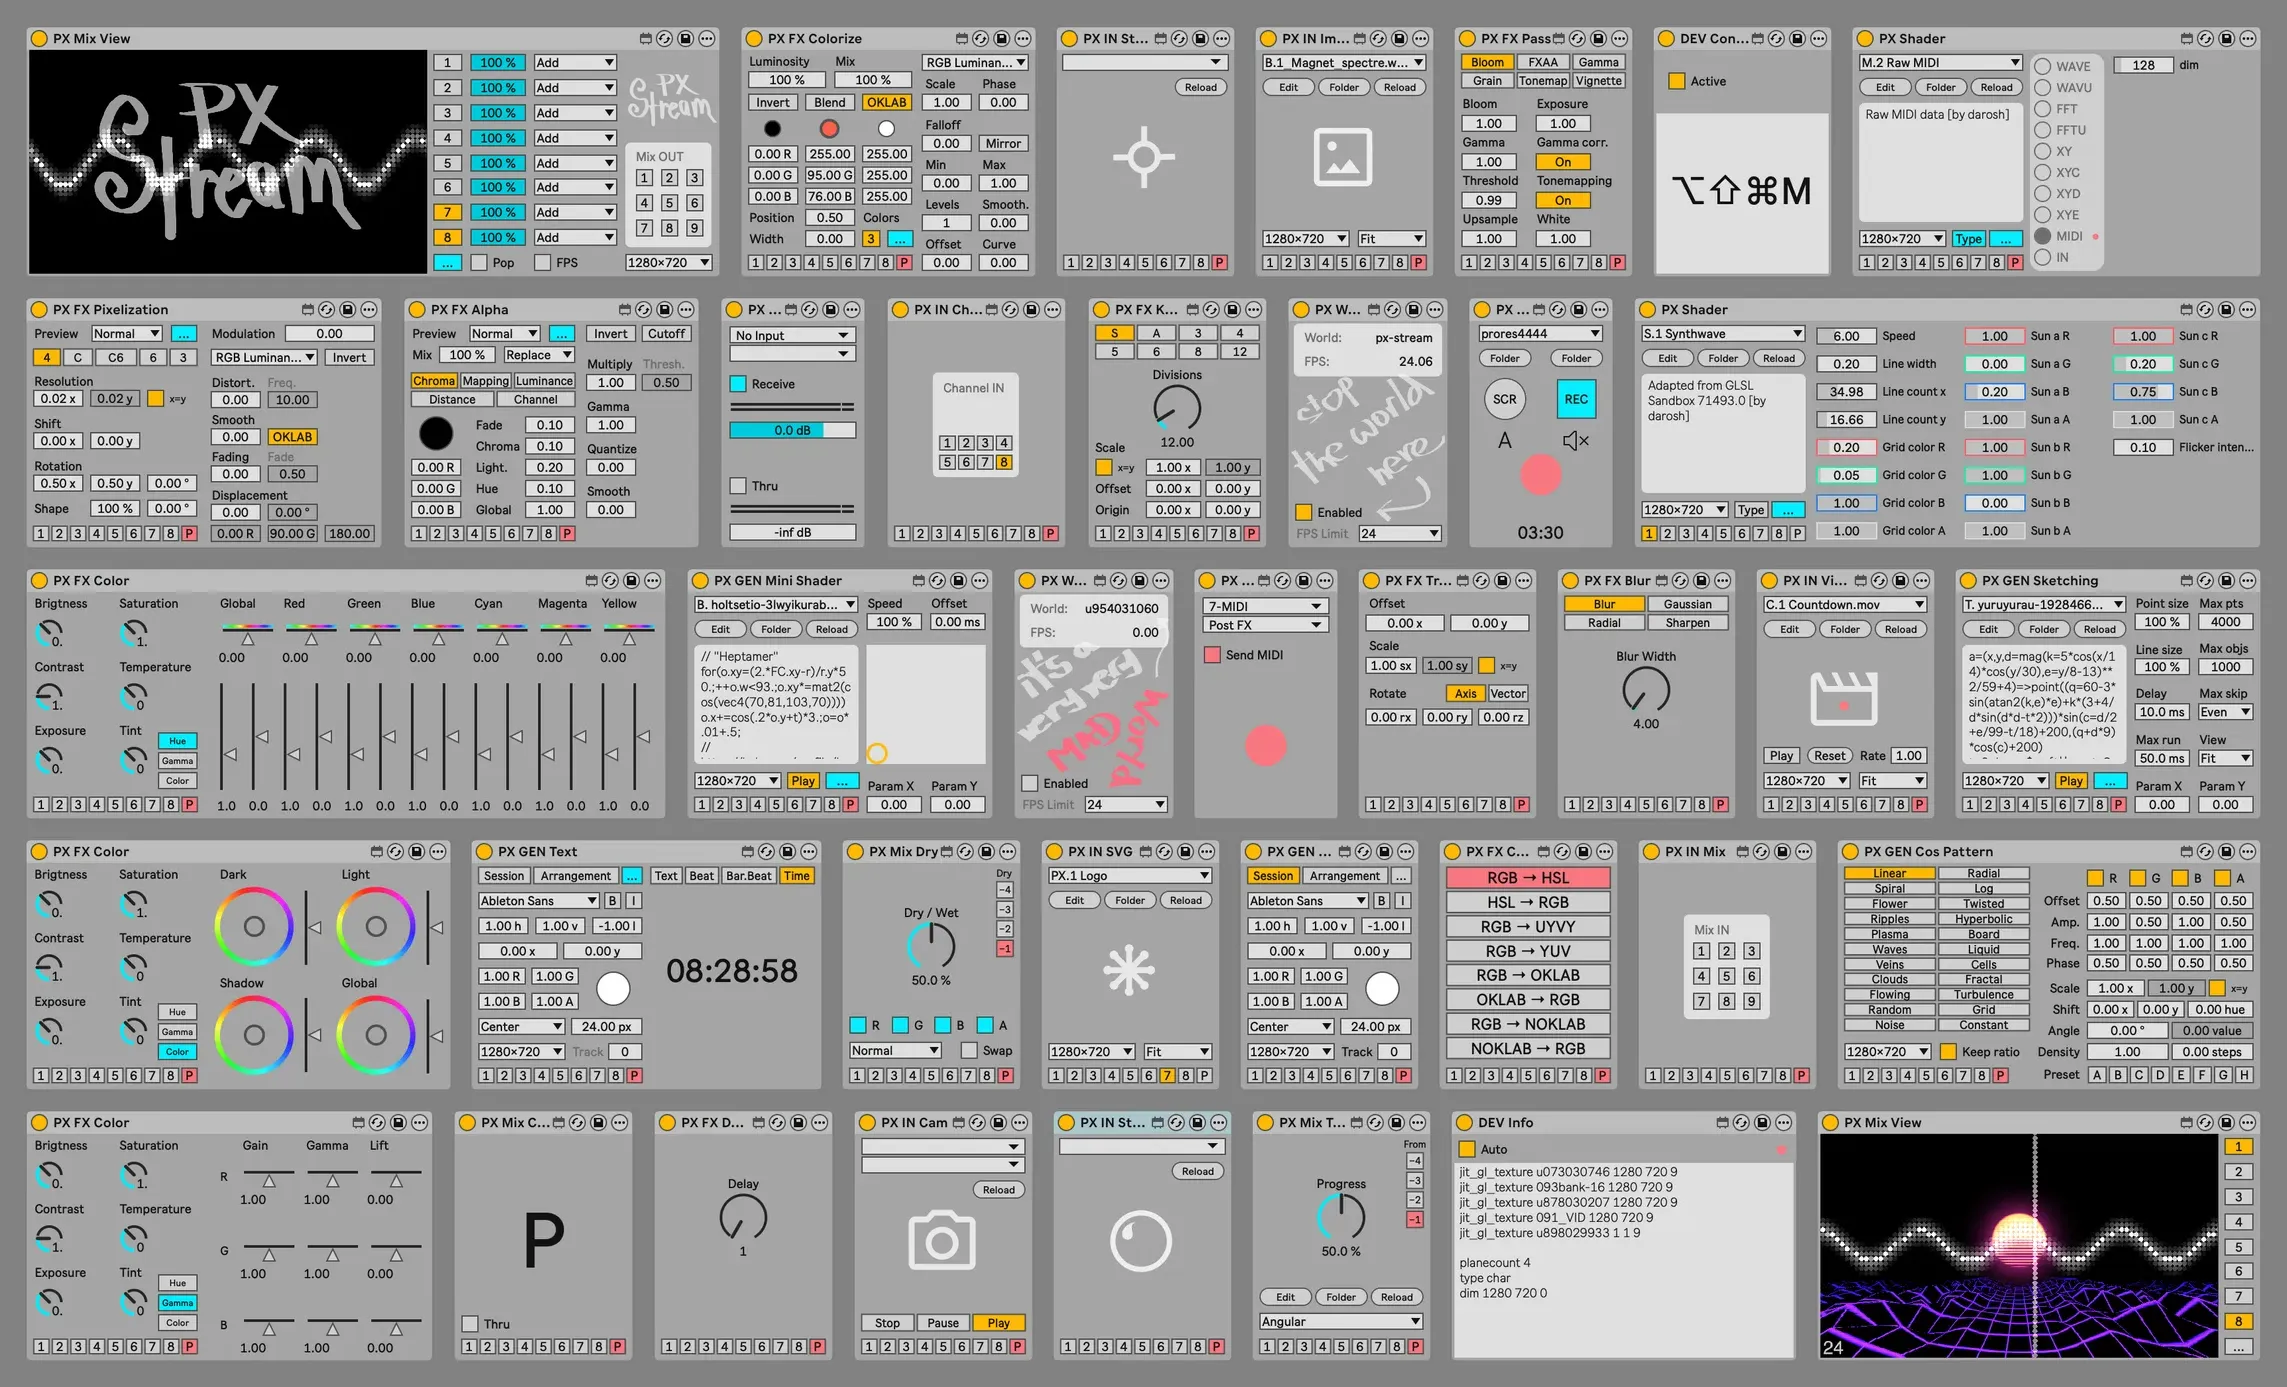 PX Mix View
PX Stream
1 100 % Add
2 100 % Add
3 100 % Add
4 100 % Add
5 100 % Add
6 100 % Add
7 100 % Add
8 100 % Add
... Pop FPS 1280×720
PX Stream
Mix OUT
1 2 3
4 5 6
7 8 9
PX FX Colorize
Luminosity Mix RGB Luminan...
100 % 100 % Scale Phase
Invert Blend OKLAB 1.00 0.00
Falloff
0.00 Mirror
0.00 R 255.00 255.00 Min Max
0.00 G 95.00 G 255.00 0.00 1.00
0.00 B 76.00 B 255.00 Levels Smooth.
Position 0.50 Colors 1 0.00
Width 0.00 3 ... Offset Curve
1 2 3 4 5 6 7 8 P 0.00 0.00
PX IN St...
Reload
1 2 3 4 5 6 7 8 P
PX IN Im...
B.1_Magnet_spectre.w...
Edit Folder Reload
1280×720 Fit
1 2 3 4 5 6 7 8 P
PX FX Pass
Bloom FXAA Gamma
Grain Tonemap Vignette
Bloom Exposure
1.00 1.00
Gamma Gamma corr.
1.00 On
Threshold Tonemapping
0.99 On
Upsample White
1.00 1.00
1 2 3 4 5 6 7 8 P
DEV Con...
Active
⌥⇧⌘M
PX Shader
M.2 Raw MIDI
Edit Folder Reload
Raw MIDI data [by darosh]
1280×720 Type ...
1 2 3 4 5 6 7 8 P
WAVE
WAVU
FFT
FFTU
XY
XYC
XYD
XYE
MIDI
IN
128 dim
PX FX Pixelization
Preview Normal ... Modulation 0.00
4 C C6 6 3 RGB Luminan... Invert
Resolution Distort. Freq.
0.02 x 0.02 y x=y 0.00 10.00
Shift Smooth
0.00 x 0.00 y 0.00 OKLAB
Rotation Fading Fade
0.50 x 0.50 y 0.00 ° 0.00 0.50
Displacement
Shape 100 % 0.00 ° 0.00 0.00 °
1 2 3 4 5 6 7 8 P 0.00 R 90.00 G 180.00
PX FX Alpha
Preview Normal ... Invert Cutoff
Mix 100 % Replace Multiply Thresh.
Chroma Mapping Luminance 1.00 0.50
Distance Channel Gamma
Fade 0.10 1.00
Chroma 0.10 Quantize
0.00 R Light. 0.20 0.00
0.00 G Hue 0.10 Smooth
0.00 B Global 1.00 0.00
1 2 3 4 5 6 7 8 P
PX ...
No Input
Receive
0.0 dB
Thru
-inf dB
PX IN Ch...
Channel IN
1 2 3 4
5 6 7 8
1 2 3 4 5 6 7 8 P
PX FX K...
S A 3 4
5 6 8 12
Divisions
12.00
Scale
x=y 1.00 x 1.00 y
Offset 0.00 x 0.00 y
Origin 0.00 x 0.00 y
1 2 3 4 5 6 7 8 P
PX W...
World: px-stream
FPS: 24.06
stop
the world
here
Enabled
FPS Limit 24
PX ...
prores4444
Folder Folder
SCR REC
A
03:30
PX Shader
S.1 Synthwave
Edit Folder Reload
Adapted from GLSL
Sandbox 71493.0 [by
darosh]
1280×720 Type ...
1 2 3 4 5 6 7 8 P
6.00 Speed 1.00 Sun a R 1.00 Sun c R
0.20 Line width 0.00 Sun a G 0.20 Sun c G
34.98 Line count x 0.20 Sun a B 0.75 Sun c B
16.66 Line count y 1.00 Sun a A 1.00 Sun c A
0.20 Grid color R 1.00 Sun b R 0.10 Flicker inten...
0.05 Grid color G 1.00 Sun b G
1.00 Grid color B 0.00 Sun b B
1.00 Grid color A 1.00 Sun b A
PX FX Color
Brigtness Saturation Global Red Green Blue Cyan Magenta Yellow
0. 1. 0.00 0.00 0.00 0.00 0.00 0.00 0.00
Contrast Temperature
1. 0
Exposure Tint Hue
0. 0 Gamma
Color
1 2 3 4 5 6 7 8 P 1.0 0.0 1.0 0.0 1.0 0.0 1.0 0.0 1.0 0.0 1.0 0.0 1.0 0.0
PX GEN Mini Shader
B. holtsetio-3lwyikurab... Speed Offset
Edit Folder Reload 100 % 0.00 ms
// "Heptamer"
for(o.xy=(2.*FC.xy-r)/r.y*5
0.;++o.w<93.;o.xy*=mat2(c
os(vec4(70,81,103,70))))
o.x+=cos(.2*o.y+t)*3.;o=o*
.01+.5;
//
1280×720 Play ... Param X Param Y
1 2 3 4 5 6 7 8 P 0.00 0.00
PX W...
World: u954031060
FPS: 0.00
it's a
very very
MAD
World
Enabled
FPS Limit 24
PX ...
7-MIDI
Post FX
Send MIDI
PX FX Tr...
Offset
0.00 x 0.00 y
Scale
1.00 sx 1.00 sy x=y
Rotate Axis Vector
0.00 rx 0.00 ry 0.00 rz
1 2 3 4 5 6 7 8 P
PX FX Blur
Blur Gaussian
Radial Sharpen
Blur Width
4.00
1 2 3 4 5 6 7 8 P
PX IN Vi...
C.1 Countdown.mov
Edit Folder Reload
Play Reset Rate 1.00
1280×720 Fit
1 2 3 4 5 6 7 8 P
PX GEN Sketching
T. yuruyurau-1928466...
Edit Folder Reload
a=(x,y,d=mag(k=5*cos(x/1
4)*cos(y/30),e=y/8-13)**
2/59+4)=>point((q=60-3*
sin(atan2(k,e)*e)+k*(3+4/
d*sin(d*d-t*2)))*sin(c=d/2
+e/99-t/18)+200,(q+d*9)
*cos(c)+200)
1280×720 Play ...
1 2 3 4 5 6 7 8 P
Point size Max pts
100 % 4000
Line size Max objs
100 % 1000
Delay Max skip
10.0 ms Even
Max run View
50.0 ms Fit
Param X Param Y
0.00 0.00
PX FX Color
Brigtness Saturation Dark Light
0. 1.
Contrast Temperature
1. 0 Shadow Global
Exposure Tint Hue
0. 0 Gamma
Color
1 2 3 4 5 6 7 8 P
PX GEN Text
Session Arrangement ... Text Beat Bar.Beat Time
Ableton Sans B I
1.00 h 1.00 v -1.00 l
0.00 x 0.00 y
1.00 R 1.00 G 08:28:58
1.00 B 1.00 A
Center 24.00 px
1280×720 Track 0
1 2 3 4 5 6 7 8 P
PX Mix Dry
Dry
-4
-3
-2
-1
Dry / Wet
50.0 %
R G B A
Normal Swap
1 2 3 4 5 6 7 8 P
PX IN SVG
PX.1 Logo
Edit Folder Reload
1280×720 Fit
1 2 3 4 5 6 7 8 P
PX GEN ...
Session Arrangement ...
Ableton Sans B I
1.00 h 1.00 v -1.00 l
0.00 x 0.00 y
1.00 R 1.00 G
1.00 B 1.00 A
Center 24.00 px
1280×720 Track 0
1 2 3 4 5 6 7 8 P
PX FX C...
RGB → HSL
HSL → RGB
RGB → UYVY
RGB → YUV
RGB → OKLAB
OKLAB → RGB
RGB → NOKLAB
NOKLAB → RGB
1 2 3 4 5 6 7 8 P
PX IN Mix
Mix IN
1 2 3
4 5 6
7 8 9
1 2 3 4 5 6 7 8 P
PX GEN Cos Pattern
Linear Radial
Spiral Log
Flower Twisted
Ripples Hyperbolic
Plasma Board
Waves Liquid
Veins Cells
Clouds Fractal
Flowing Turbulence
Random Grid
Noise Constant
1280×720 Keep ratio
1 2 3 4 5 6 7 8 P
R G B A
Offset 0.50 0.50 0.50 0.50
Amp. 1.00 0.50 1.00 0.50
Freq. 1.00 1.00 1.00 1.00
Phase 0.50 0.50 0.50 0.50
Scale 1.00 x 1.00 y x=y
Shift 0.00 x 0.00 y 0.00 hue
Angle 0.00 ° 0.00 value
Density 1.00 0.00 steps
Preset A B C D E F G H
PX FX Color
Brigtness Saturation Gain Gamma Lift
0. 1. R 1.00 1.00 0.00
Contrast Temperature
1. 0 G 1.00 1.00 0.00
Exposure Tint Hue
0. 0 Gamma
Color B
1 2 3 4 5 6 7 8 P 1.00 1.00 0.00
PX Mix C...
P
Thru
1 2 3 4 5 6 7 8 P
PX FX D...
Delay
1
1 2 3 4 5 6 7 8 P
PX IN Cam
Reload
Stop Pause Play
1 2 3 4 5 6 7 8 P
PX IN St...
Reload
1 2 3 4 5 6 7 8 P
PX Mix T...
From
-4
-3
-2
-1
Progress
50.0 %
Edit Folder Reload
Angular
1 2 3 4 5 6 7 8 P
DEV Info
Auto
jit_gl_texture u073030746 1280 720 9
jit_gl_texture 093bank-16 1280 720 9
jit_gl_texture u878030207 1280 720 9
jit_gl_texture 091_VID 1280 720 9
jit_gl_texture u898029933 1 1 9
planecount 4
type char
dim 1280 720 0
PX Mix View
1
2
3
4
5
6
7
8
...
24